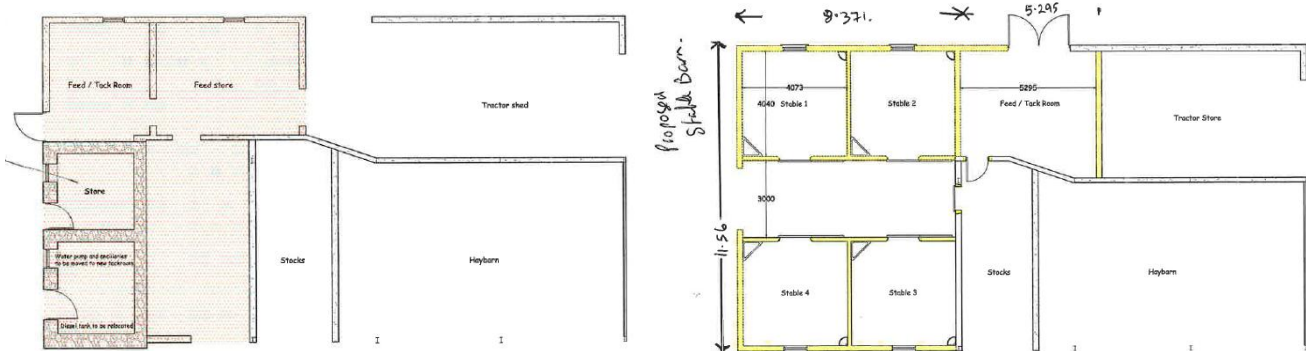 Feed / Tack Room
Feed store
Tractor shed
Store
Water pump and ancillaries
to be moved to new tackroom
Diesel tank to be relocated
Stocks
Haybarn
Proposed
Stable Barn.
8.371.
5.295
11.56
4073
4040
Stable 1
Stable 2
5295
Feed / Tack Room
Tractor Store
3000
Stable 4
Stable 3
Stocks
Haybarn